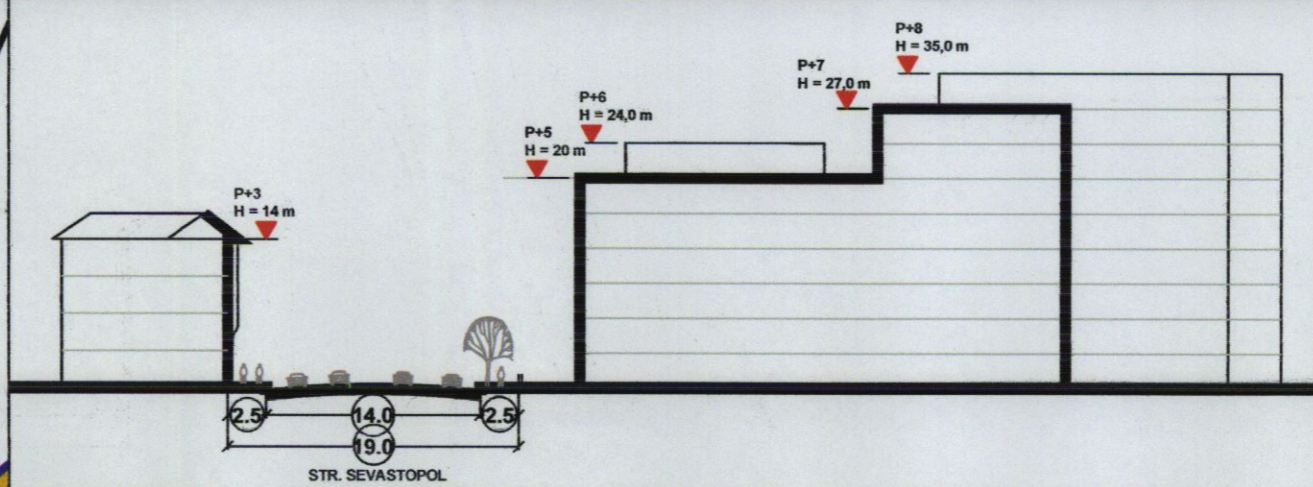 P+8
H = 35,0 m
P+7
H = 27,0 m
P+6
H = 24,0 m
P+5
H = 20 m
P+3
H = 14 m
2.5
14.0
2.5
19.0
STR. SEVASTOPOL